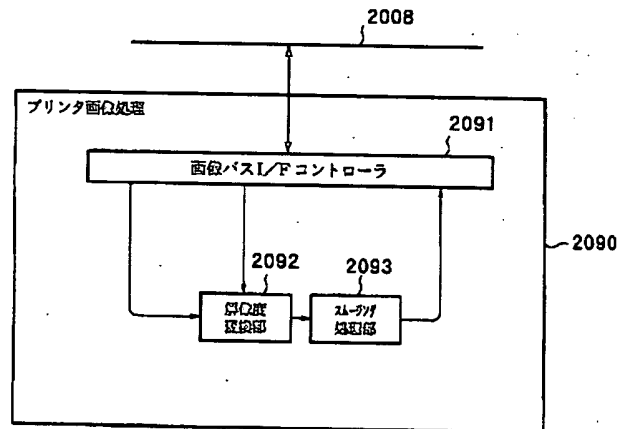 2008
プリンタ画像処理
2091
画像バスI/Fコントローラ
2090
2092
2093
解像度
変換部
スムージング
処理部